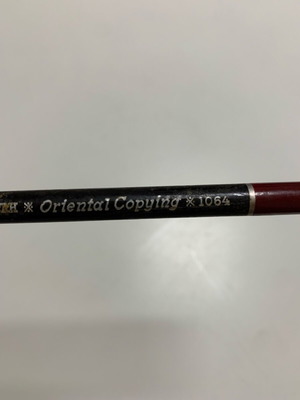 ※ Oriental Copying ※ 1064